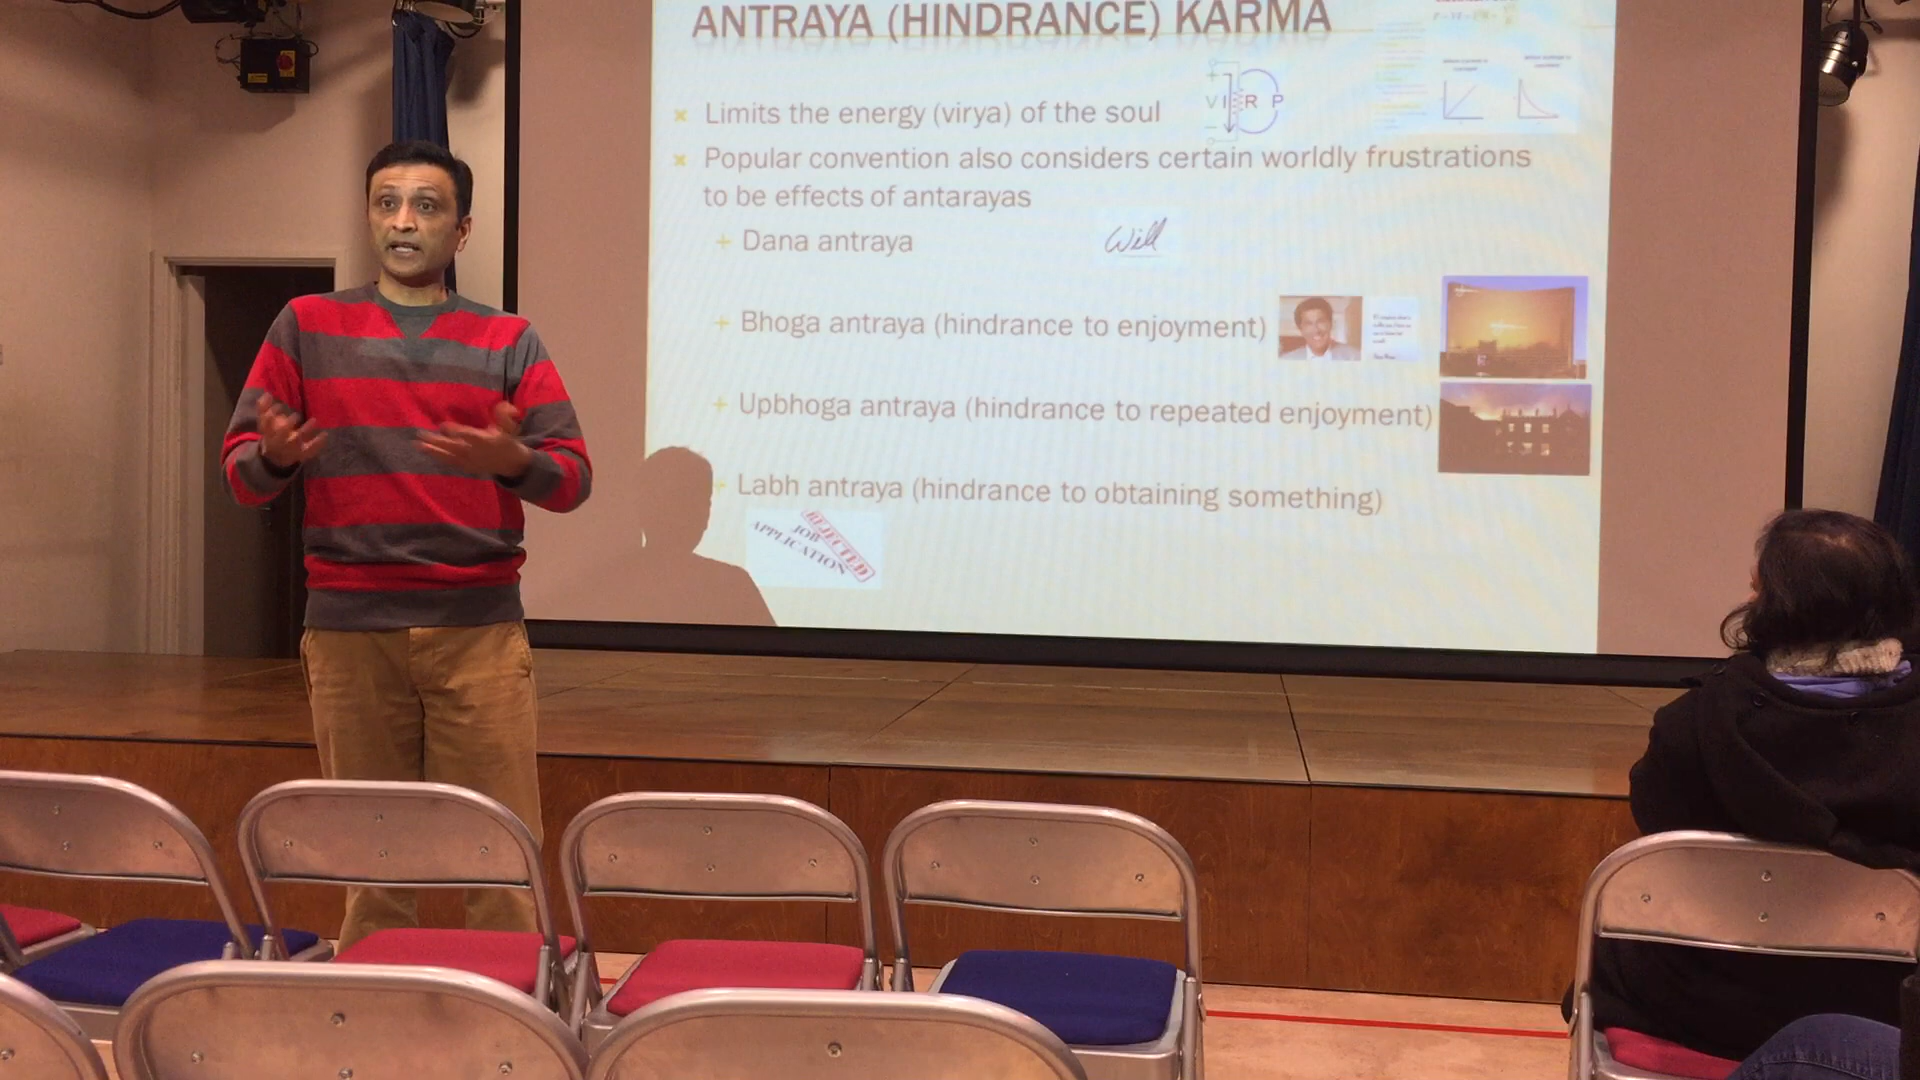 ANTRAYA (HINDRANCE) KARMA
Limits the energy (virya) of the soul
V I R P
Popular convention also considers certain worldly frustrations
to be effects of antarayas
+ Dana antraya
Will
+ Bhoga antraya (hindrance to enjoyment)
+ Upbhoga antraya (hindrance to repeated enjoyment)
+ Labh antraya (hindrance to obtaining something)
REJECTED
JOB
APPLICATION